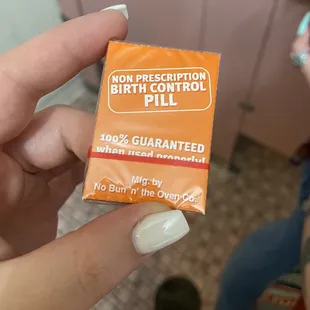 NON PRESCRIPTION
BIRTH CONTROL
PILL
100% GUARANTEED
when used properly!
Mfg. by
No Bun 'n' the Oven Co.